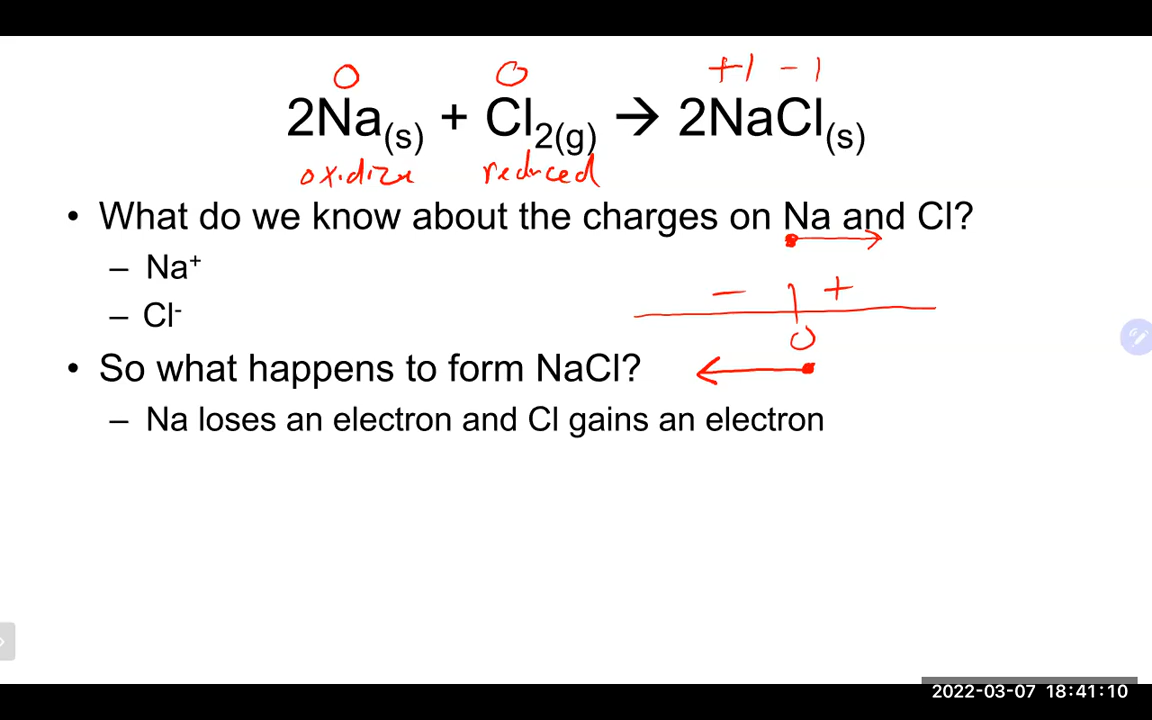 0 0 +1 -1
2Na(s) + Cl2(g) → 2NaCl(s)
oxidize reduced
• What do we know about the charges on Na and Cl?
– Na+
– Cl-
− +
0
• So what happens to form NaCl?
– Na loses an electron and Cl gains an electron
2022-03-07 18:41:10